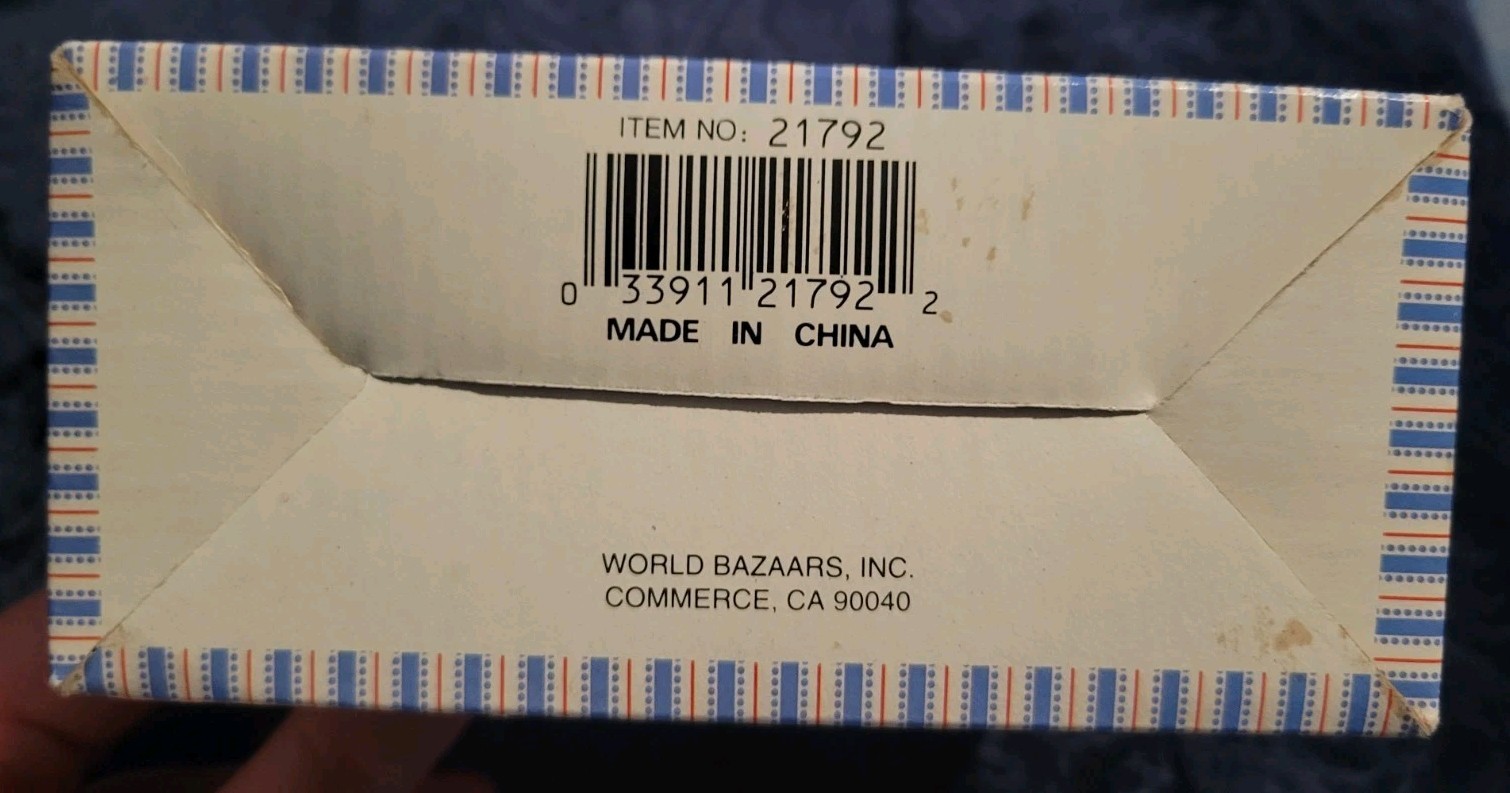 ITEM NO: 21792
0 33911 21792 2
MADE IN CHINA
WORLD BAZAARS, INC.
COMMERCE, CA 90040